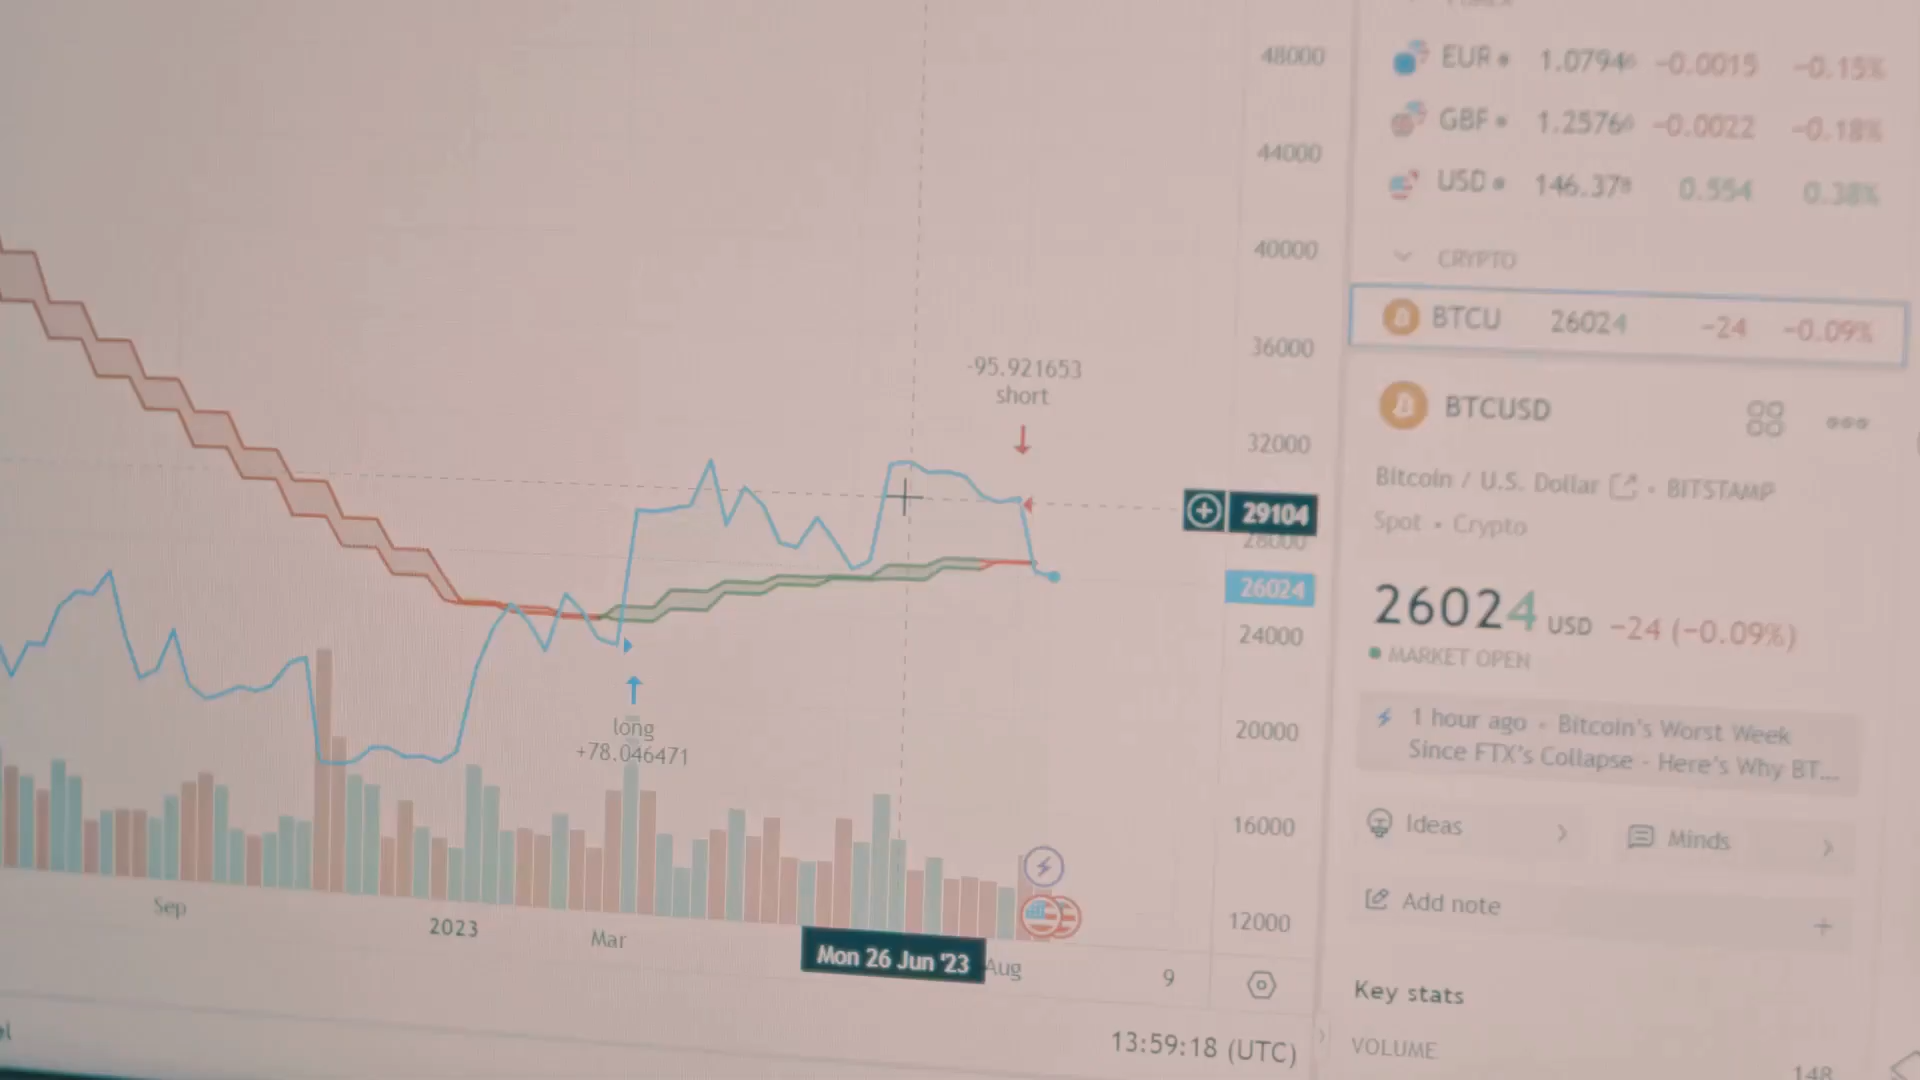 48000
44000
40000
36000
32000
29104
28000
26024
24000
20000
16000
12000
-95.921653
short
long
+78.046471
Sep
2023
Mar
Mon 26 Jun '23
Aug
9
13:59:18 (UTC)
EUR 1.0794 -0.0015 -0.15%
GBP 1.2576 -0.0022 -0.18%
USD 146.378 0.554 0.38%
CRYPTO
BTCU 26024 -24 -0.09%
BTCUSD
Bitcoin / U.S. Dollar • BITSTAMP
Spot • Crypto
26024 USD -24 (-0.09%)
MARKET OPEN
1 hour ago • Bitcoin's Worst Week
Since FTX's Collapse - Here's Why BT...
Ideas
Minds
Add note
Key stats
VOLUME